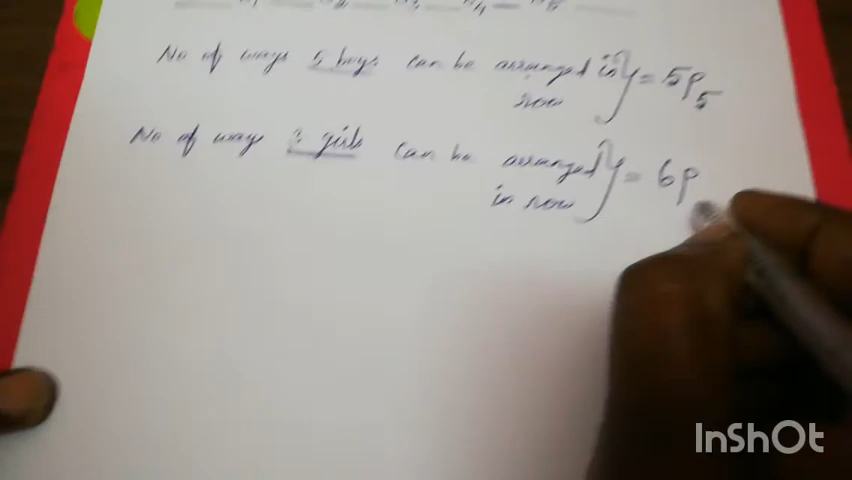 No of ways 5 boys can be arranged in } = 5P5
row
No of ways 3 girls can be arranged } = 6P
in row
InShOt